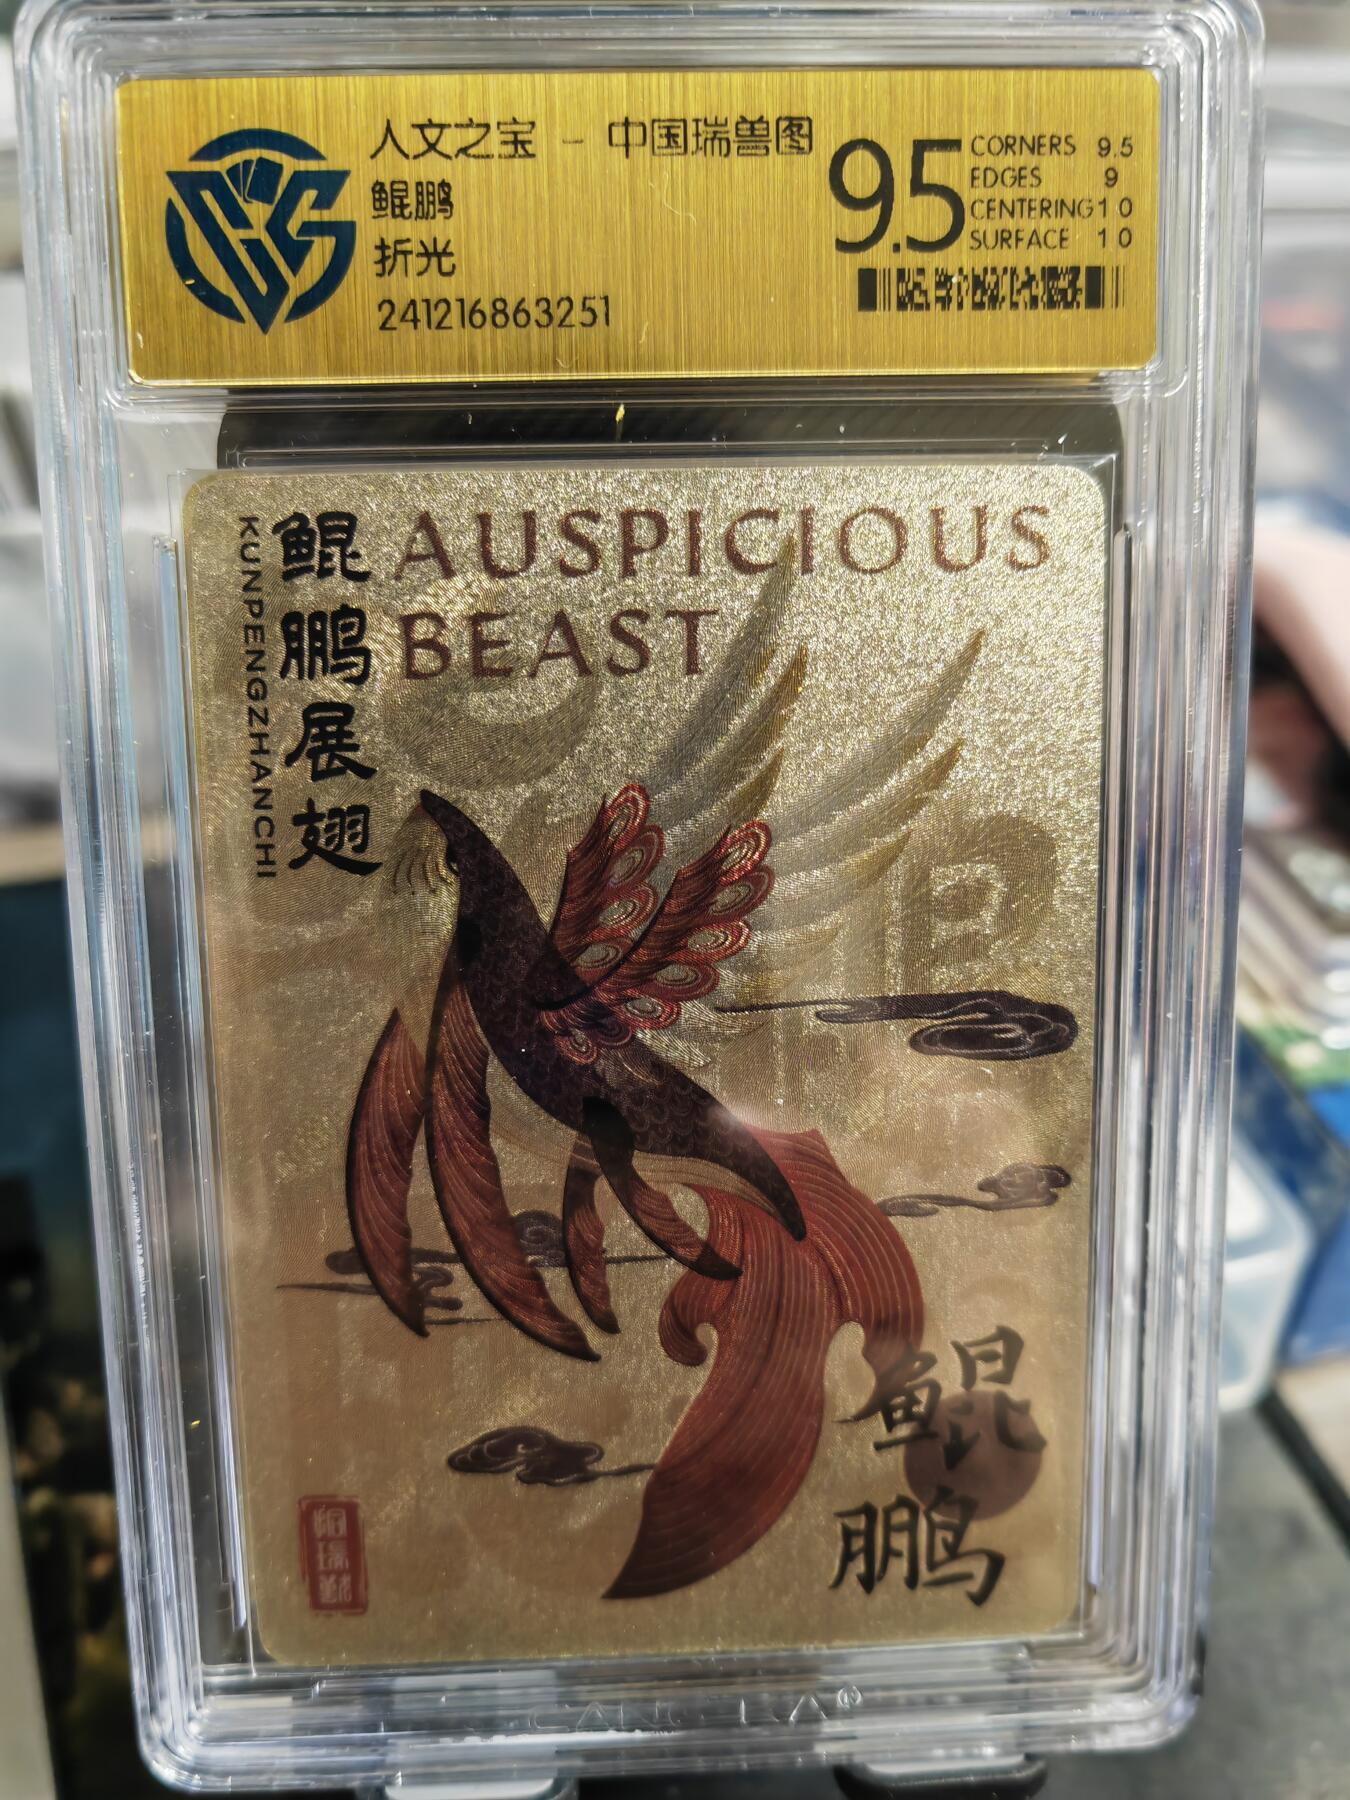 人文之宝 - 中国瑞兽图
鲲鹏
折光
241216863251
9.5
CORNERS 9.5
EDGES 9
CENTERING 10
SURFACE 10
鲲鹏展翅
KUNPENGZHANCHI
AUSPICIOUS
BEAST
鲲鹏